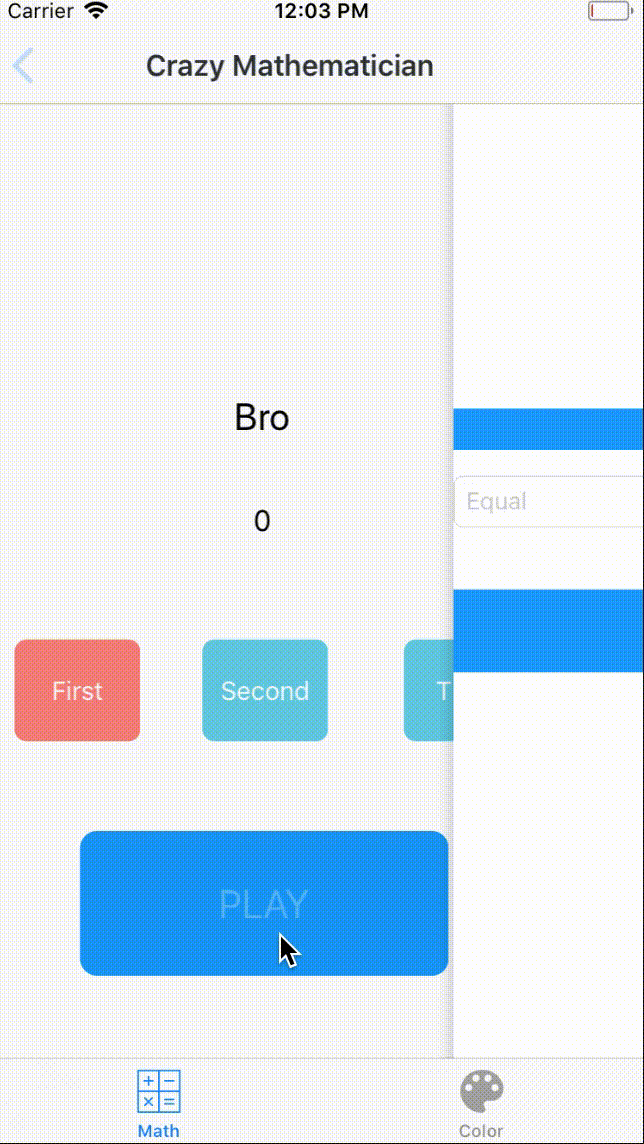 Carrier 12:03 PM
Crazy Mathematician
Bro
Equal
0
First Second T
PLAY
Math Color